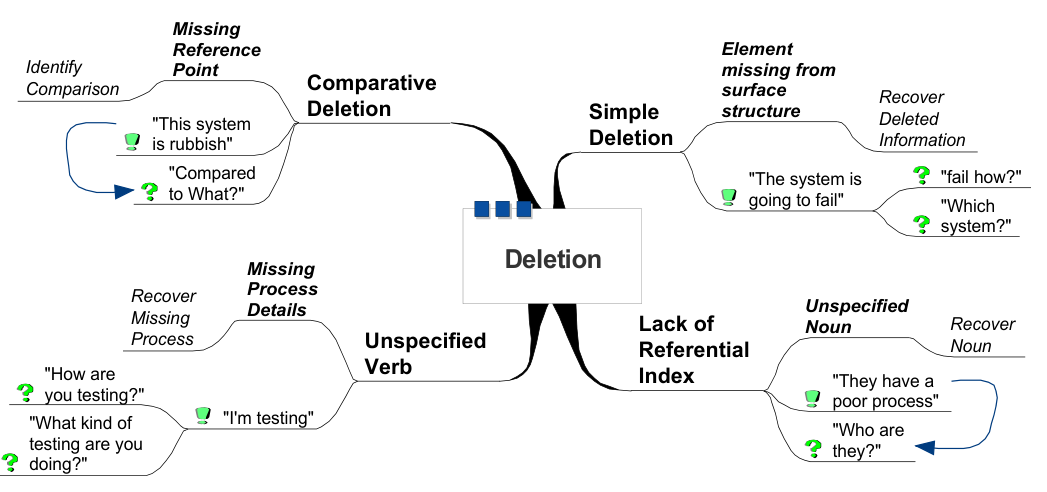 Missing
Reference
Point
Identify
Comparison
Comparative
Deletion
"This system
is rubbish"
"Compared
to What?"
Element
missing from
surface
structure
Simple
Deletion
Recover
Deleted
Information
"The system is
going to fail"
"fail how?"
"Which
system?"
Deletion
Missing
Process
Details
Recover
Missing
Process
Unspecified
Verb
"How are
you testing?"
"I'm testing"
"What kind of
testing are you
doing?"
Unspecified
Noun
Lack of
Referential
Index
Recover
Noun
"They have a
poor process"
"Who are
they?"